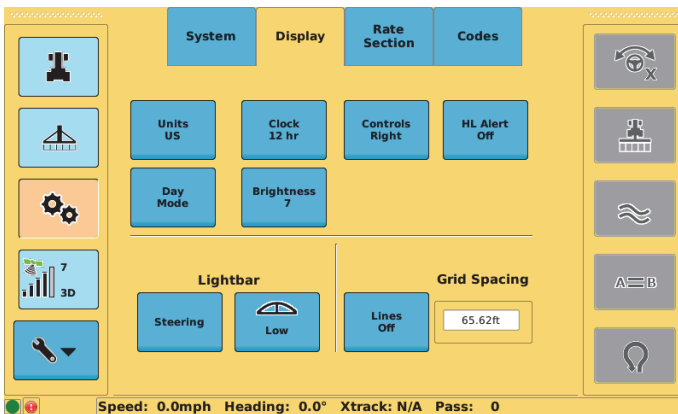 System
Display
Rate
Section
Codes
Units
US
Clock
12 hr
Controls
Right
HL Alert
Off
Day
Mode
Brightness
7
7
3D
Lightbar
Grid Spacing
Steering
Low
Lines
Off
65.62ft
X
A=B
Speed: 0.0mph Heading: 0.0° Xtrack: N/A Pass: 0